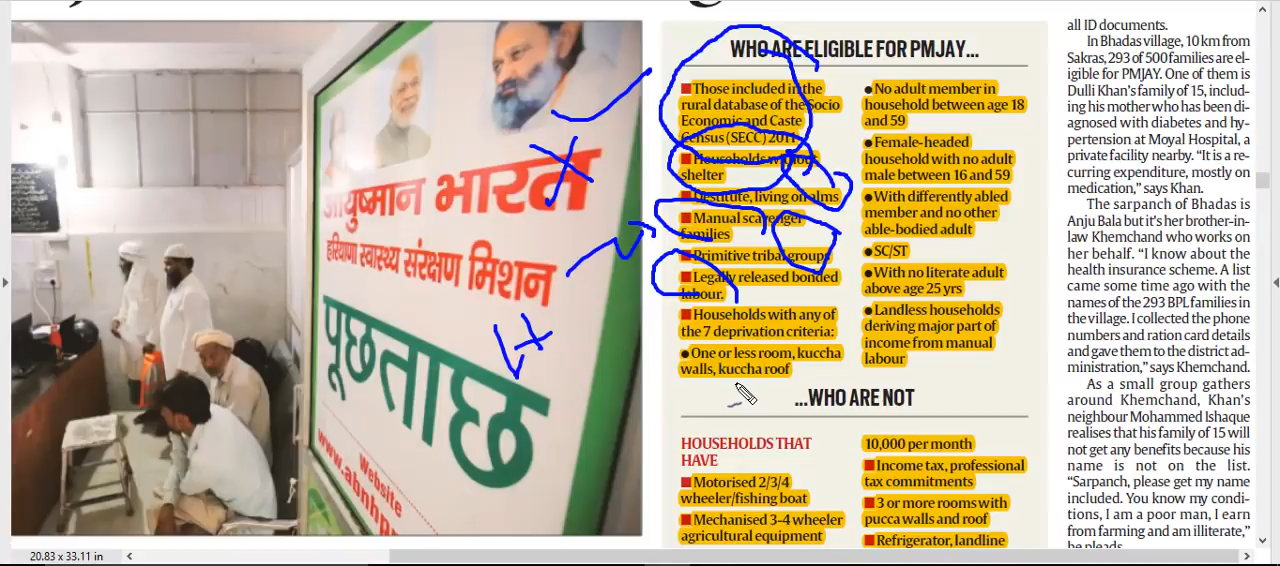 आयुष्मान भारत
हरियाणा स्वास्थ्य संरक्षण मिशन
पूछताछ
Website
WHO ARE ELIGIBLE FOR PMJAY...
Those included in the
rural database of the Socio
Economic and Caste
Census (SECC) 2011
Households without
shelter
Destitute, living on alms
Manual scavenger
families
Primitive tribal groups
Legally released bonded
labour.
Households with any of
the 7 deprivation criteria:
One or less room, kuccha
walls, kuccha roof
No adult member in
household between age 18
and 59
Female-headed
household with no adult
male between 16 and 59
With differently abled
member and no other
able-bodied adult
SC/ST
With no literate adult
above age 25 yrs
Landless households
deriving major part of
income from manual
labour
...WHO ARE NOT
HOUSEHOLDS THAT
HAVE
Motorised 2/3/4
wheeler/fishing boat
Mechanised 3-4 wheeler
agricultural equipment
10,000 per month
Income tax, professional
tax commitments
3 or more rooms with
pucca walls and roof
Refrigerator, landline
all ID documents.
In Bhadas village, 10 km from
Sakras, 293 of 500 families are el-
igible for PMJAY. One of them is
Dulli Khan's family of 15, includ-
ing his mother who has been di-
agnosed with diabetes and hy-
pertension at Moyal Hospital, a
private facility nearby. “It is a re-
curring expenditure, mostly on
medication,” says Khan.
The sarpanch of Bhadas is
Anju Bala but it's her brother-in-
law Khemchand who works on
her behalf. “I know about the
health insurance scheme. A list
came some time ago with the
names of the 293 BPL families in
the village. I collected the phone
numbers and ration card details
and gave them to the district ad-
ministration,” says Khemchand.
As a small group gathers
around Khemchand, Khan's
neighbour Mohammed Ishaque
realises that his family of 15 will
not get any benefits because his
name is not on the list.
“Sarpanch, please get my name
included. You know my condi-
tions, I am a poor man, I earn
from farming and am illiterate,”
he pleads.
20.83 x 33.11 in